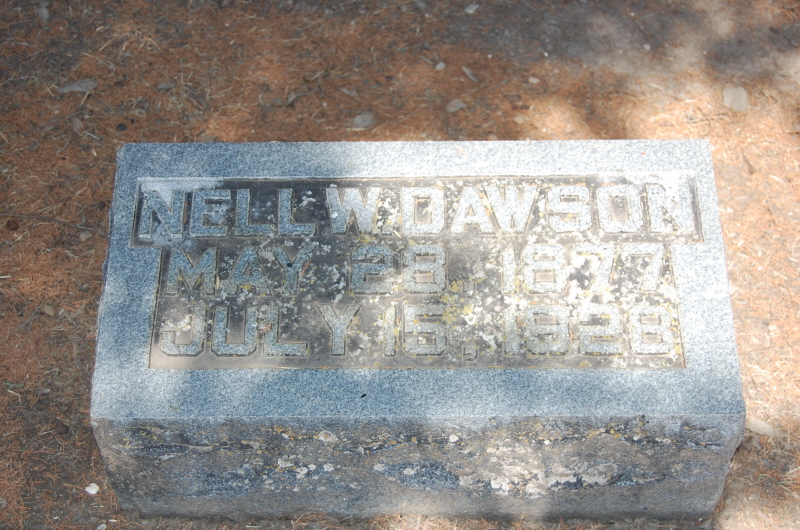 NELL W. DAWSON
MAY 28, 1877
JULY 15, 1928